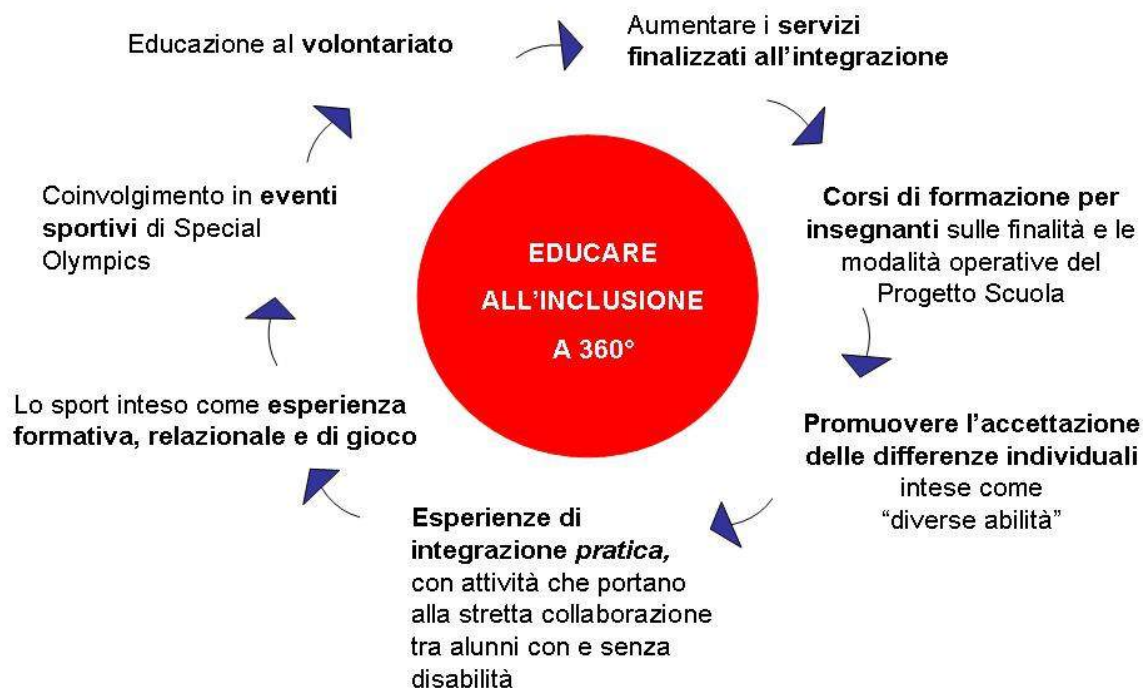 Educazione al volontariato
Aumentare i servizi
finalizzati all'integrazione
Corsi di formazione per
insegnanti sulle finalità e le
modalità operative del
Progetto Scuola
Promuovere l'accettazione
delle differenze individuali
intese come
“diverse abilità”
Esperienze di
integrazione pratica,
con attività che portano
alla stretta collaborazione
tra alunni con e senza
disabilità
Lo sport inteso come esperienza
formativa, relazionale e di gioco
Coinvolgimento in eventi
sportivi di Special
Olympics
EDUCARE
ALL'INCLUSIONE
A 360°